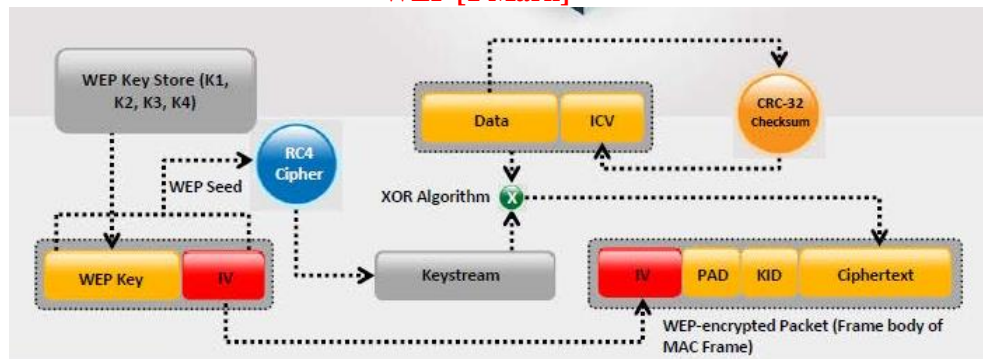 WEP Key Store (K1,
K2, K3, K4)
CRC-32
Checksum
Data
ICV
RC4
Cipher
WEP Seed
XOR Algorithm
X
WEP Key
IV
Keystream
IV
PAD
KID
Ciphertext
WEP-encrypted Packet (Frame body of
MAC Frame)